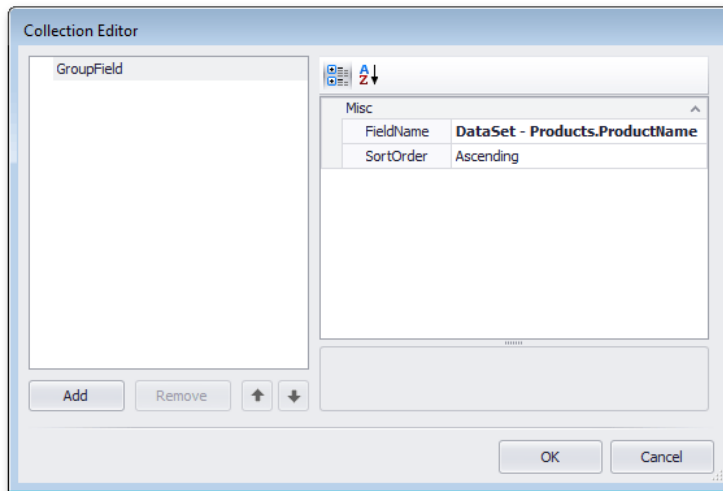 Collection Editor
GroupField
Misc
FieldName DataSet - Products.ProductName
SortOrder Ascending
Add Remove
OK Cancel